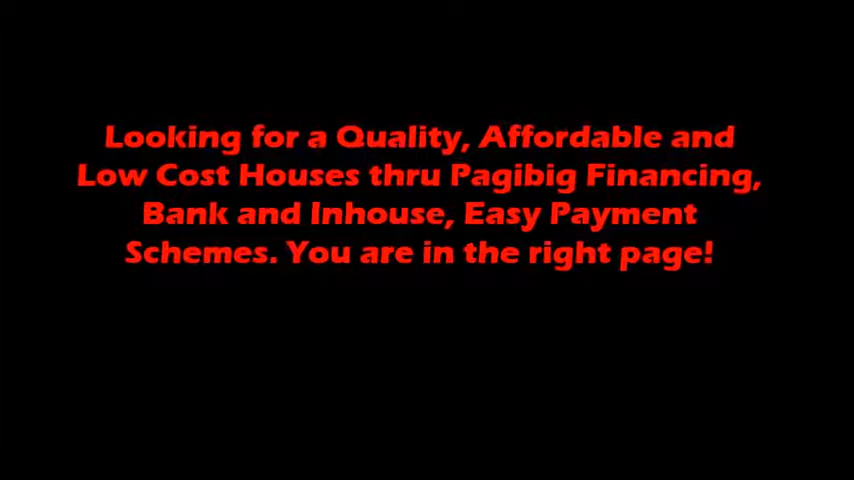 Looking for a Quality, Affordable and
Low Cost Houses thru Pagibig Financing,
Bank and Inhouse, Easy Payment
Schemes. You are in the right page!